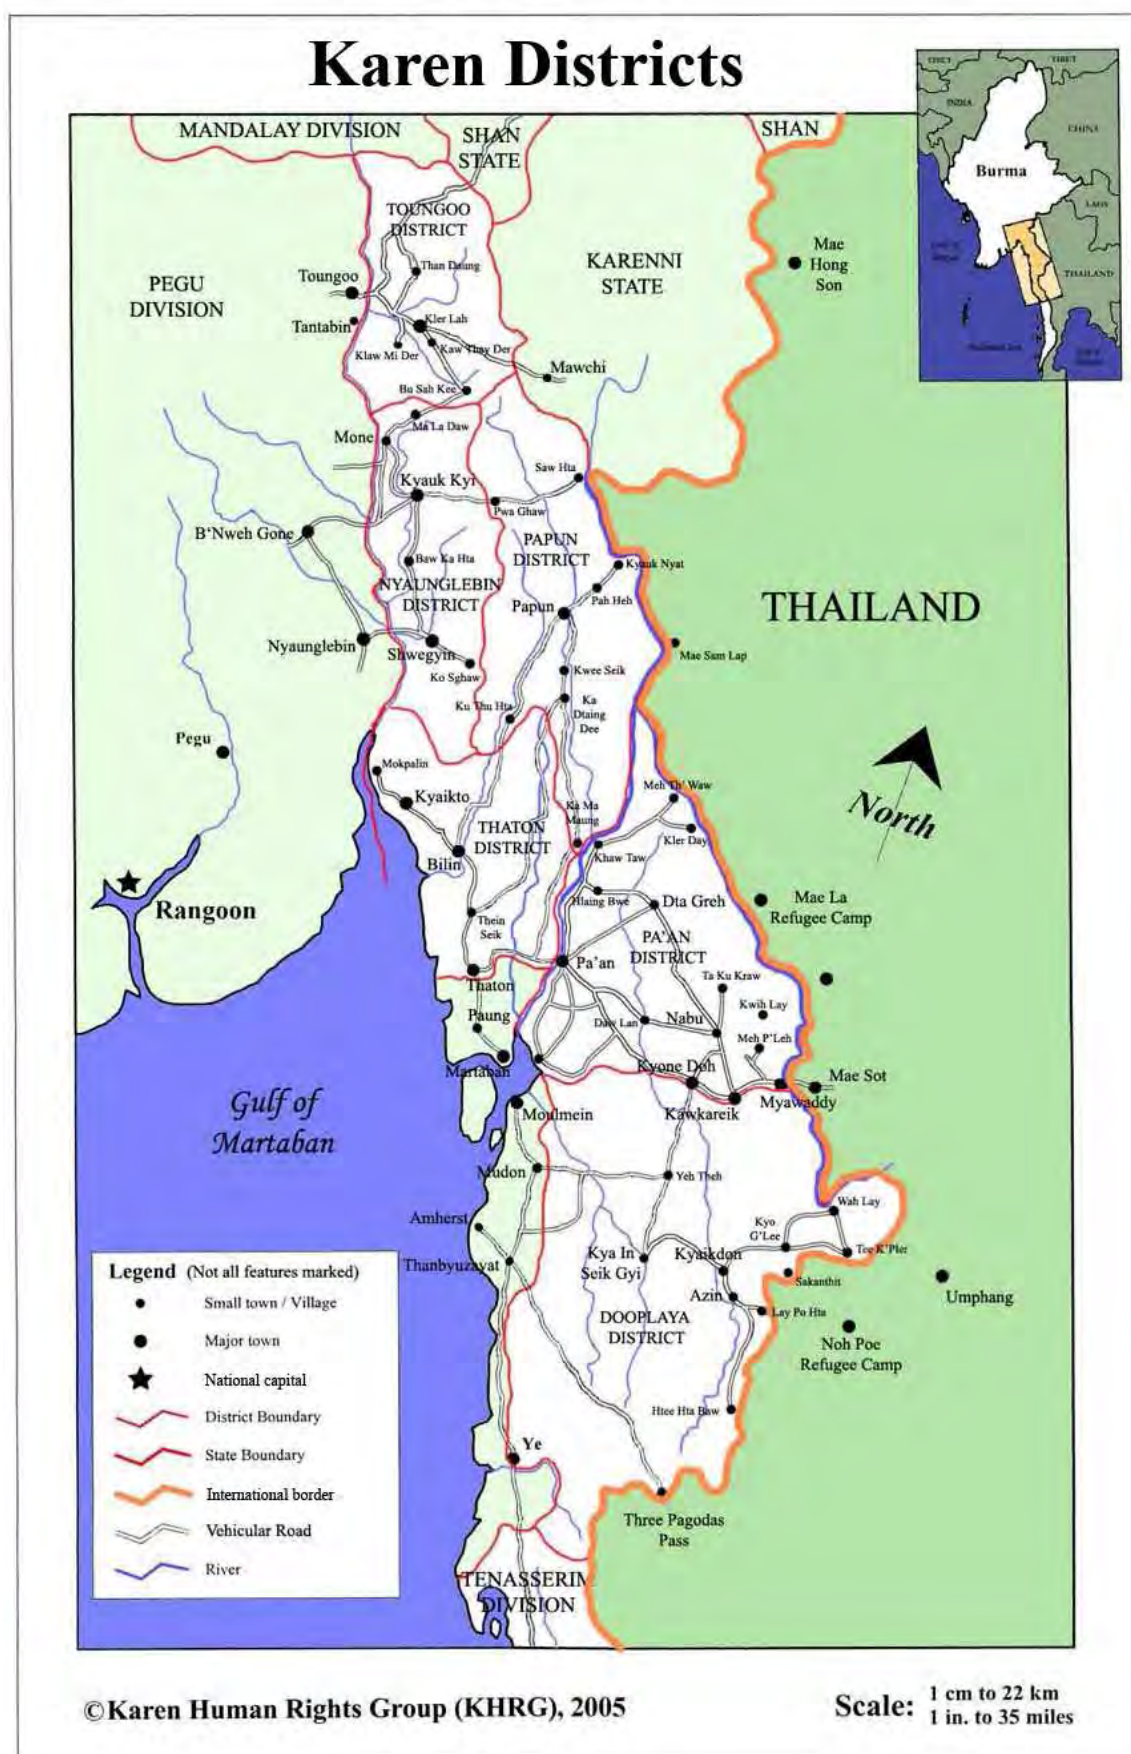 Karen Districts
TIBET
INDIA
CHINA
Burma
LAOS
THAILAND
MANDALAY DIVISION
SHAN
STATE
SHAN
TOUNGOO
DISTRICT
Than Daung
Toungoo
PEGU
DIVISION
KARENNI
STATE
Mae
Hong
Son
Tantabin
Kler Lah
Klaw Mi Der
Kaw Thay Der
Bu Sah Kee
Mawchi
Ma La Daw
Mone
Kyauk Kyi
Saw Hta
Pwa Ghaw
B'Nweh Gone
PAPUN
DISTRICT
Baw Ka Hta
Kyauk Nyat
NYAUNGLEBIN
DISTRICT
Pah Heh
Papun
THAILAND
Nyaunglebin
Shwegyin
Ko Sghaw
Mae Sam Lap
Kwee Seik
Ku Thu Hta
Ka
Dtaing
Dee
Pegu
Mokpalin
Kyaikto
Meh Th' Waw
North
Ka Ma
Maung
THATON
DISTRICT
Kler Day
Bilin
Khaw Taw
Rangoon
Hlaing Bwe
Dta Greh
Mae La
Refugee Camp
Thein
Seik
PA'AN
DISTRICT
Pa'an
Ta Ku Kraw
Thaton
Paung
Daw Lan
Nabu
Kwih Lay
Meh P'Leh
Martaban
Kyone Doh
Mae Sot
Myawaddy
Kawkareik
Gulf of
Martaban
Moulmein
Mudon
Yeh Theh
Amherst
Wah Lay
Kyo
G'Lee
Thanbyuzayat
Kya In
Seik Gyi
Kyaikdon
Tee K'Pler
Sakanthit
Azin
Lay Po Hta
Umphang
DOOPLAYA
DISTRICT
Noh Poe
Refugee Camp
Htee Hta Baw
Ye
Three Pagodas
Pass
TENASSERIM
DIVISION
Legend (Not all features marked)
Small town / Village
Major town
National capital
District Boundary
State Boundary
International border
Vehicular Road
River
©Karen Human Rights Group (KHRG), 2005
Scale: 1 cm to 22 km
1 in. to 35 miles